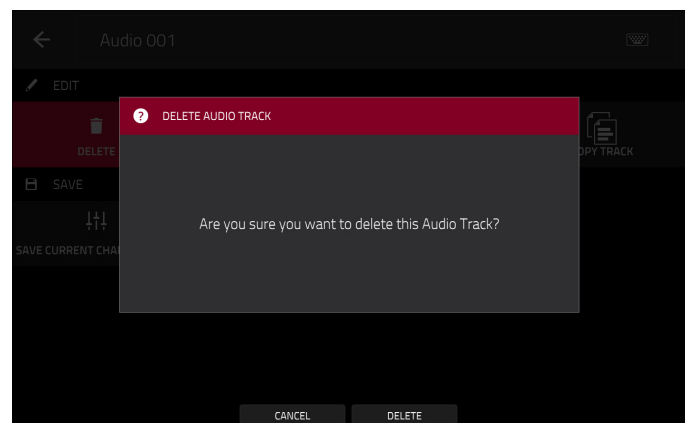 Audio 001
EDIT
? DELETE AUDIO TRACK
DELETE
OPY TRACK
SAVE
Are you sure you want to delete this Audio Track?
SAVE CURRENT CHA
CANCEL
DELETE